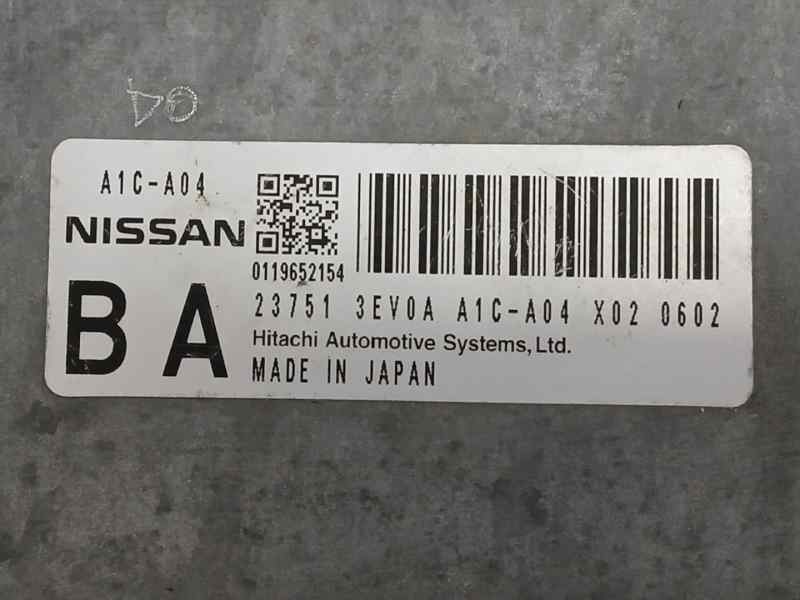 A1C-A04
NISSAN
BA
0119652154
23751 3EV0A A1C-A04 X02 0602
Hitachi Automotive Systems, Ltd.
MADE IN JAPAN